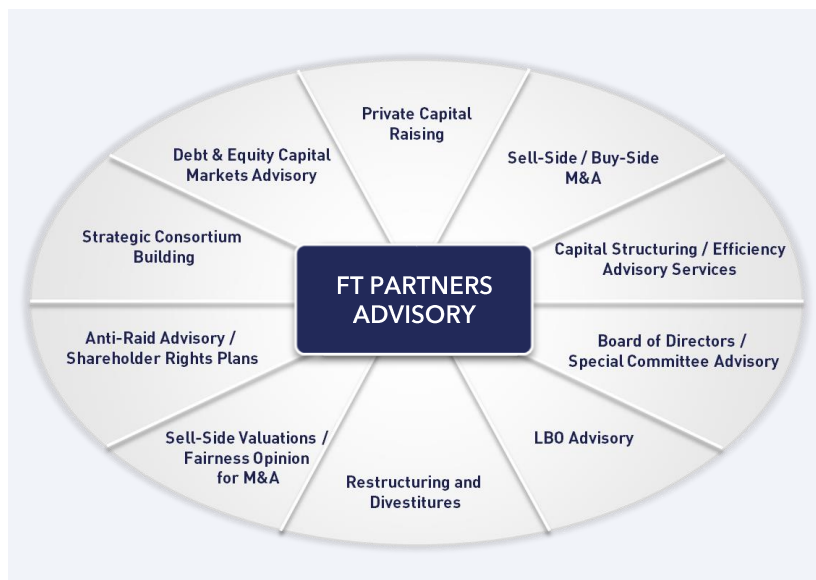 Private Capital
Raising
Sell-Side / Buy-Side
M&A
Capital Structuring / Efficiency
Advisory Services
Board of Directors /
Special Committee Advisory
LBO Advisory
Restructuring and
Divestitures
Sell-Side Valuations /
Fairness Opinion
for M&A
Anti-Raid Advisory /
Shareholder Rights Plans
Strategic Consortium
Building
Debt & Equity Capital
Markets Advisory
FT PARTNERS
ADVISORY